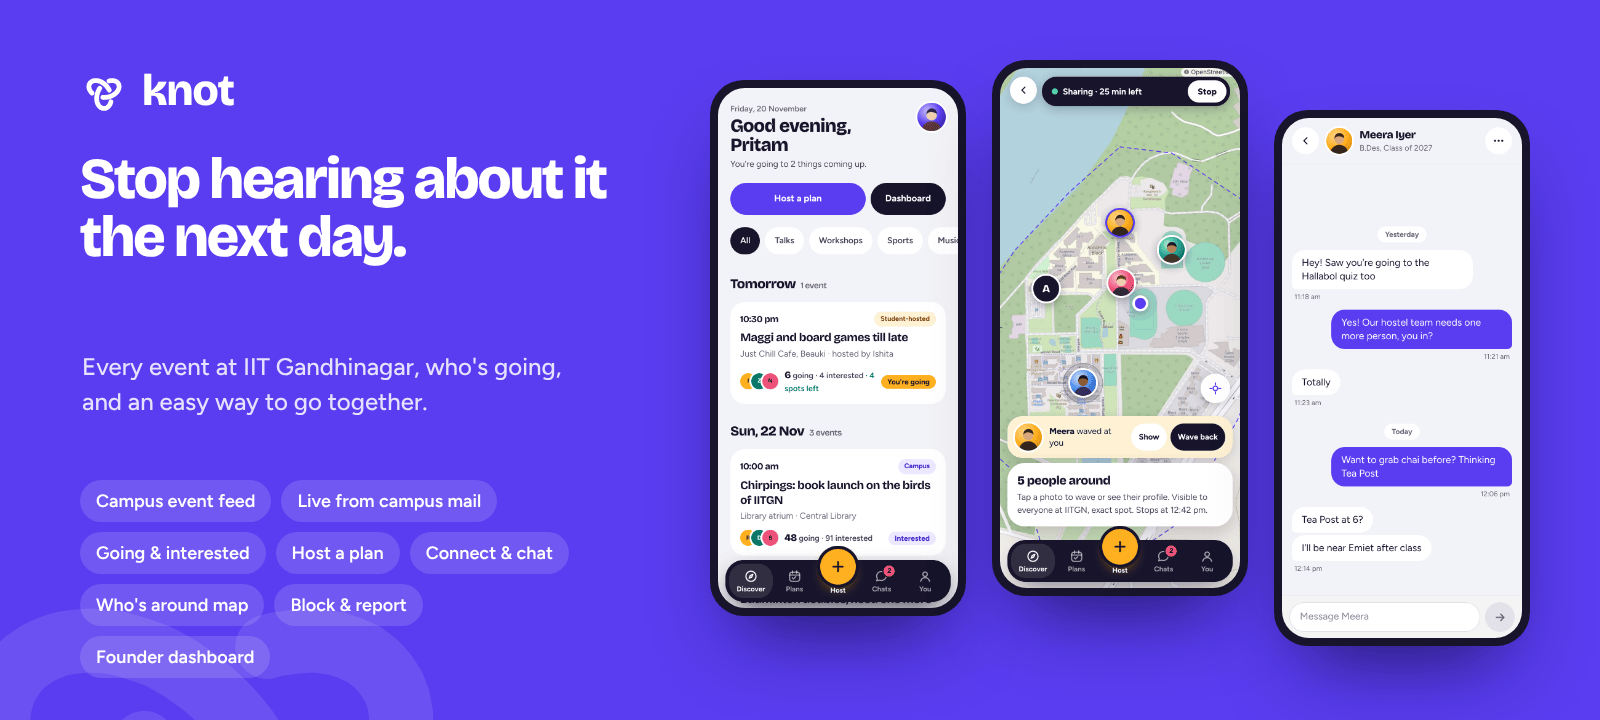 knot
Stop hearing about it
the next day.
Every event at IIT Gandhinagar, who's going,
and an easy way to go together.
Campus event feed
Live from campus mail
Going & interested
Host a plan
Connect & chat
Who's around map
Block & report
Founder dashboard
Friday, 20 November
Good evening,
Pritam
You're going to 2 things coming up.
Host a plan
Dashboard
All
Talks
Workshops
Sports
Music
Tomorrow 1 event
10:30 pm
Student-hosted
Maggi and board games till late
Just Chill Cafe, Beauki · hosted by Ishita
6 going · 4 interested · 4
spots left
You're going
Sun, 22 Nov 3 events
10:00 am
Campus
Chirpings: book launch on the birds
of IITGN
Library atrium · Central Library
48 going · 91 interested
Interested
Discover
Plans
Host
2
Chats
You
© OpenStreet
Sharing · 25 min left
Stop
A
Meera waved at
you
Show
Wave back
5 people around
Tap a photo to wave or see their profile. Visible to
everyone at IITGN, exact spot. Stops at 12:42 pm.
Discover
Plans
Host
2
Chats
You
Meera Iyer
B.Des, Class of 2027
Yesterday
Hey! Saw you're going to the
Hallabol quiz too
11:18 am
Yes! Our hostel team needs one
more person, you in?
11:21 am
Totally
11:23 am
Today
Want to grab chai before? Thinking
Tea Post
12:06 pm
Tea Post at 6?
I'll be near Emiet after class
12:14 pm
Message Meera